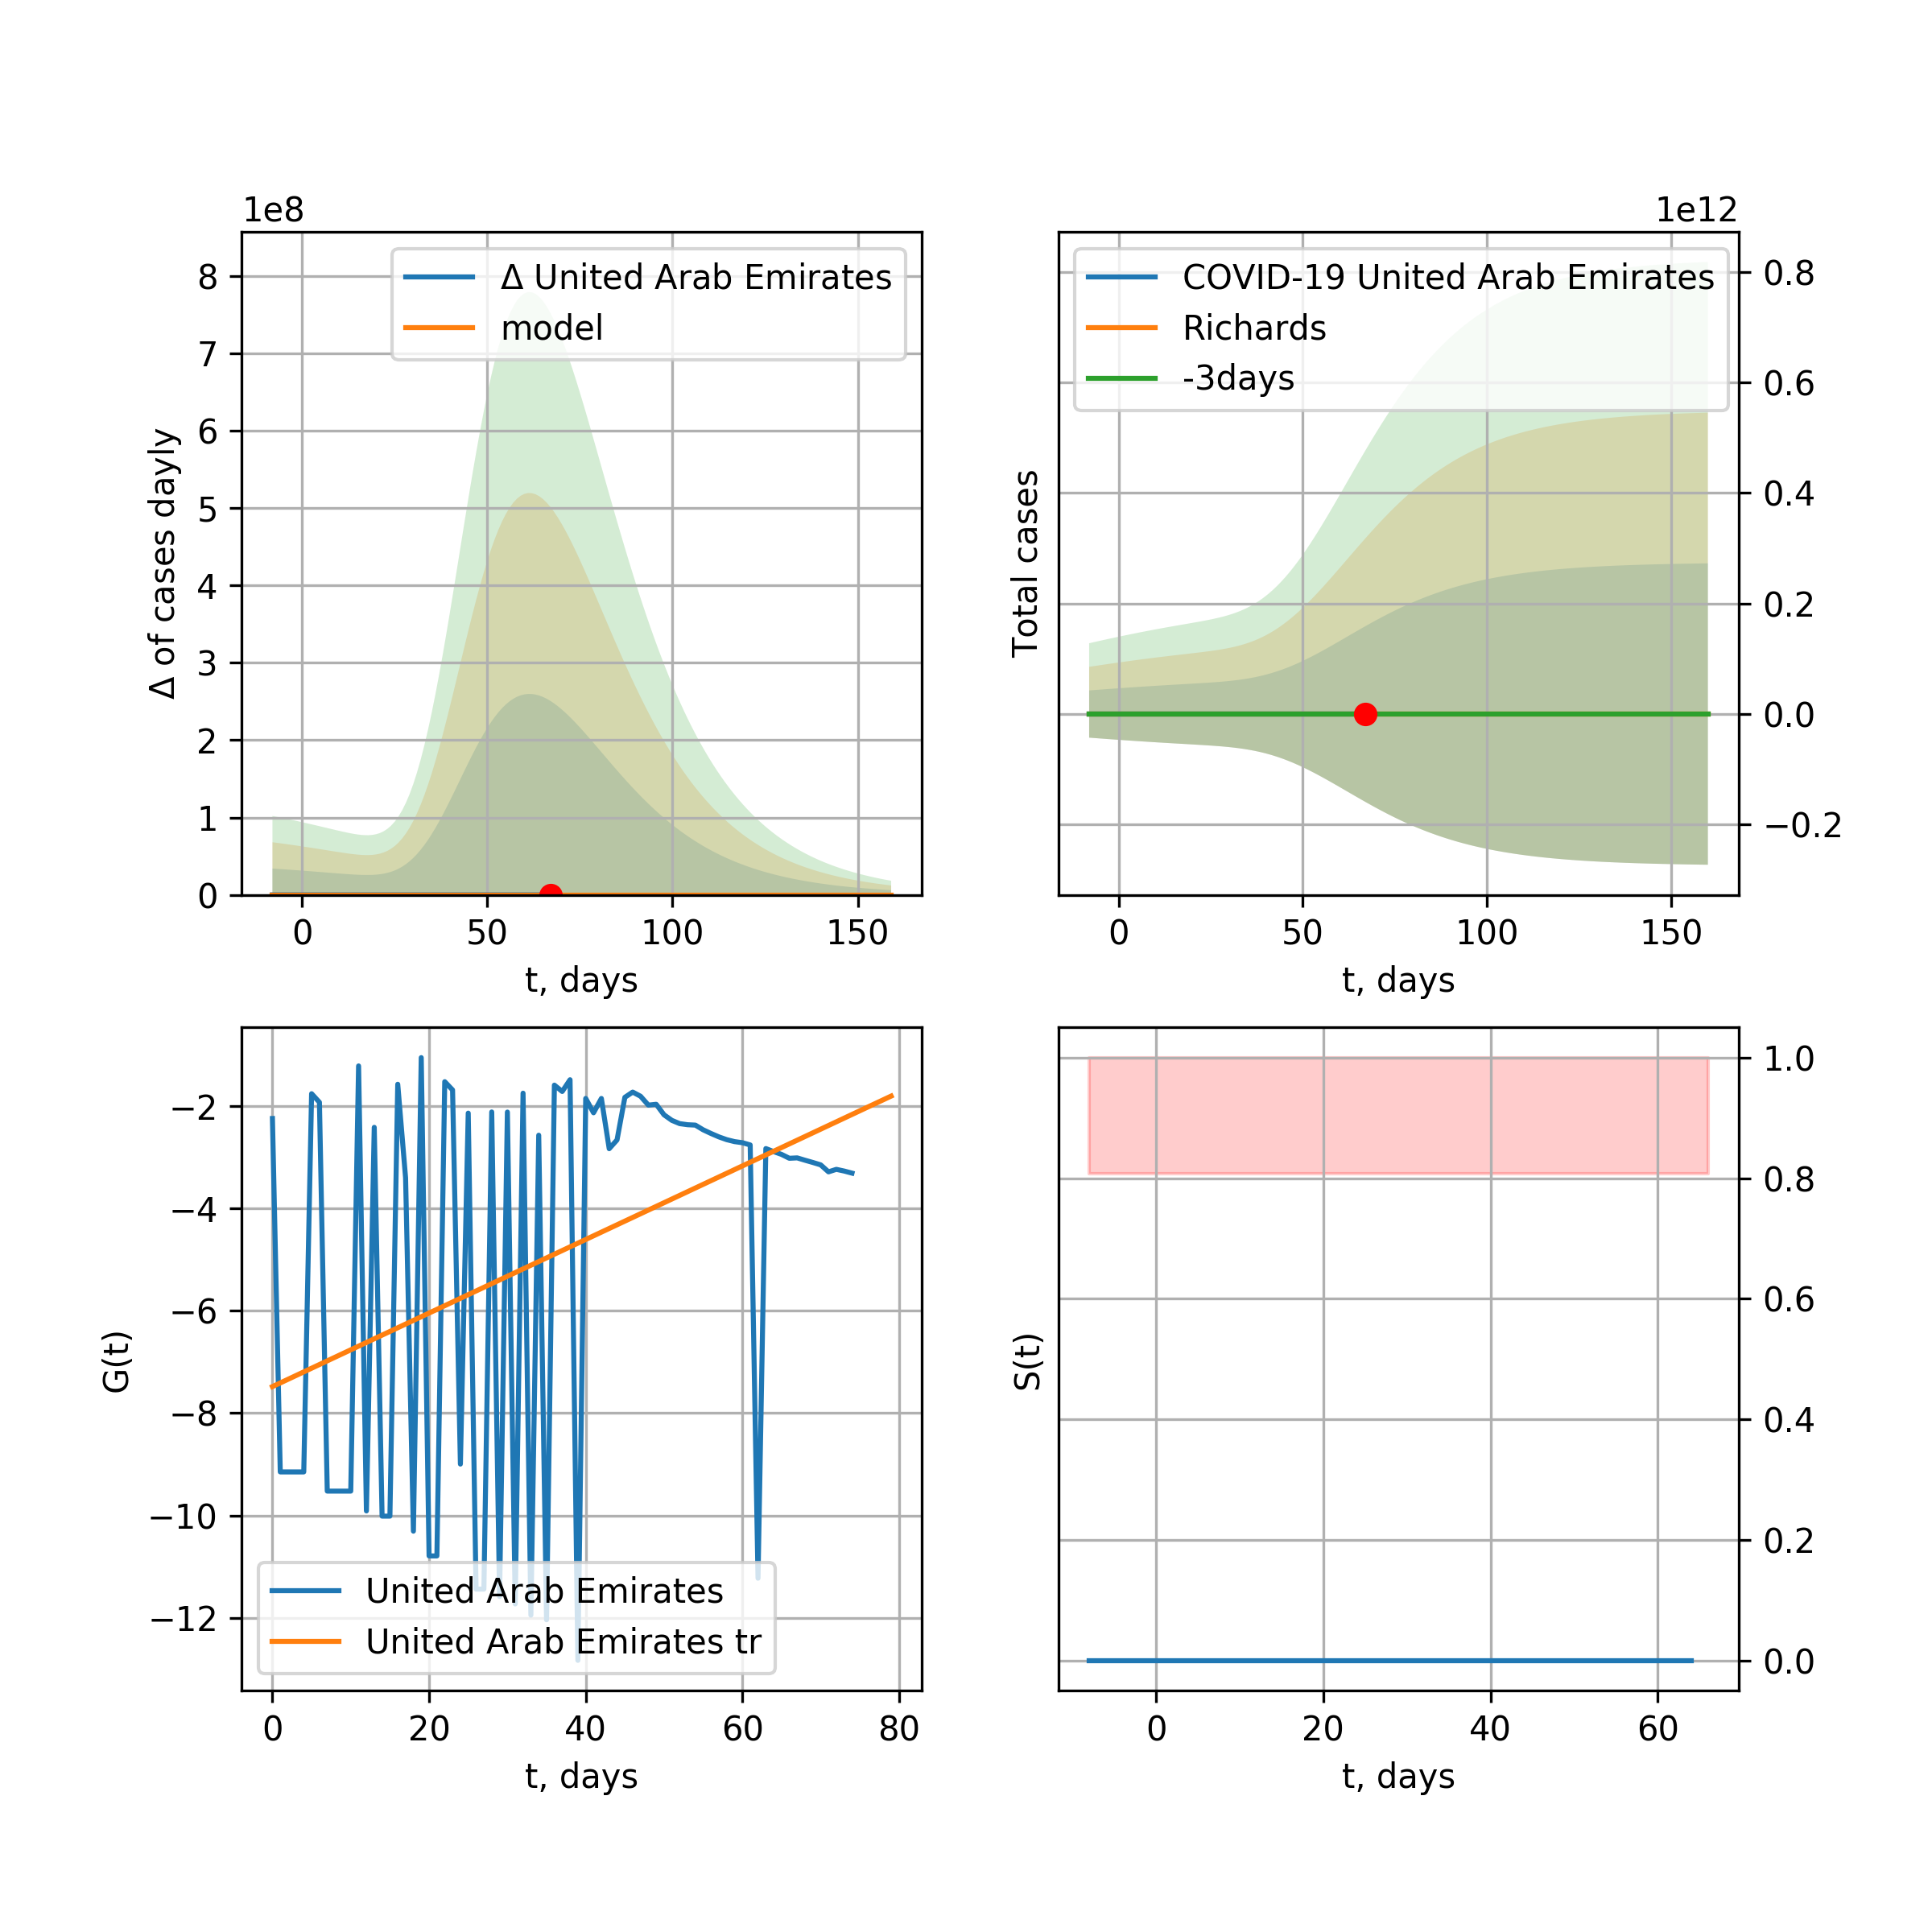 1e8
Δ United Arab Emirates
model
8
7
6
5
4
3
2
1
0
Δ of cases dayly
0 50 100 150
t, days
1e12
COVID-19 United Arab Emirates
Richards
-3days
0.8
0.6
0.4
0.2
0.0
−0.2
Total cases
0 50 100 150
t, days
−2
−4
−6
−8
−10
−12
G(t)
United Arab Emirates
United Arab Emirates tr
0 20 40 60 80
t, days
1.0
0.8
0.6
0.4
0.2
0.0
S(t)
0 20 40 60
t, days